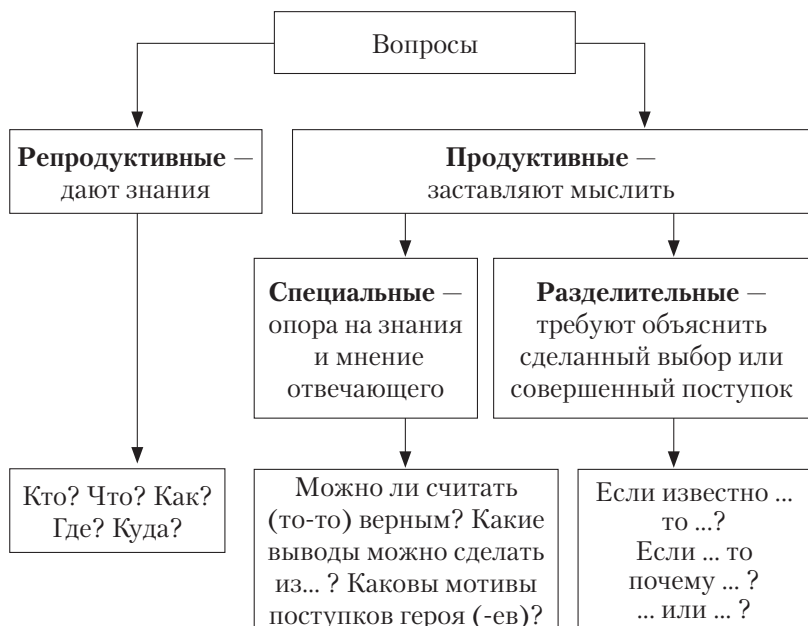 Вопросы
Репродуктивные —
дают знания
Продуктивные —
заставляют мыслить
Специальные —
опора на знания
и мнение
отвечающего
Разделительные —
требуют объяснить
сделанный выбор или
совершенный поступок
Кто? Что? Как?
Где? Куда?
Можно ли считать
(то-то) верным? Какие
выводы можно сделать
из... ? Каковы мотивы
поступков героя (-ев)?
Если известно ...
то ...?
Если ... то
почему ... ?
... или ... ?